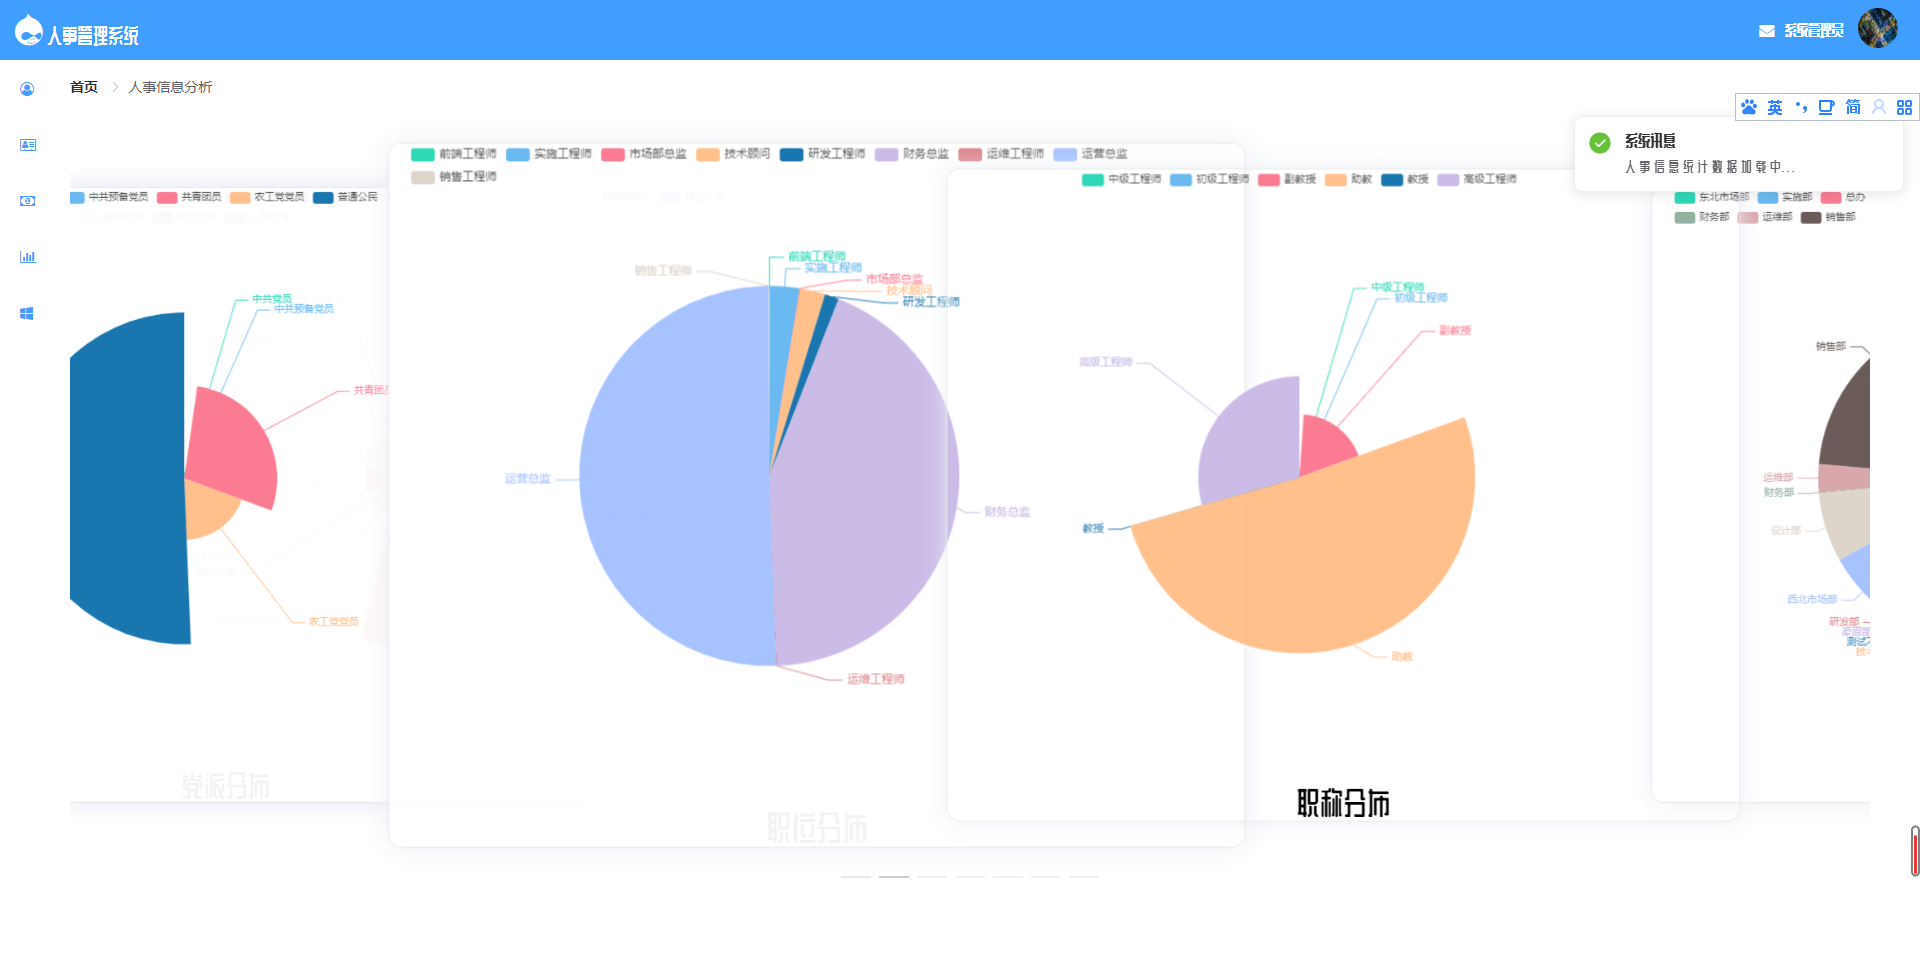 人事管理系统
系统管理员
首页 > 人事信息分析
英 简
系统讯息
人事信息统计数据加载中...
中共预备党员 共青团员 农工党党员 普通公民
中共党员
中共预备党员
共青团员
农工党党员
党派分布
前端工程师 实施工程师 市场部总监 技术顾问 研发工程师 财务总监 运维工程师 运营总监
销售工程师
销售工程师
前端工程师
实施工程师
市场部总监
技术顾问
研发工程师
运营总监
财务总监
运维工程师
职位分布
中级工程师 初级工程师 副教授 助教 教授 高级工程师
中级工程师
初级工程师
副教授
高级工程师
教授
助教
职称分布
东北市场部 实施部 总办
财务部 运维部 销售部
销售部
运维部
财务部
设计部
西北市场部
研发部
渠道部
测试
技